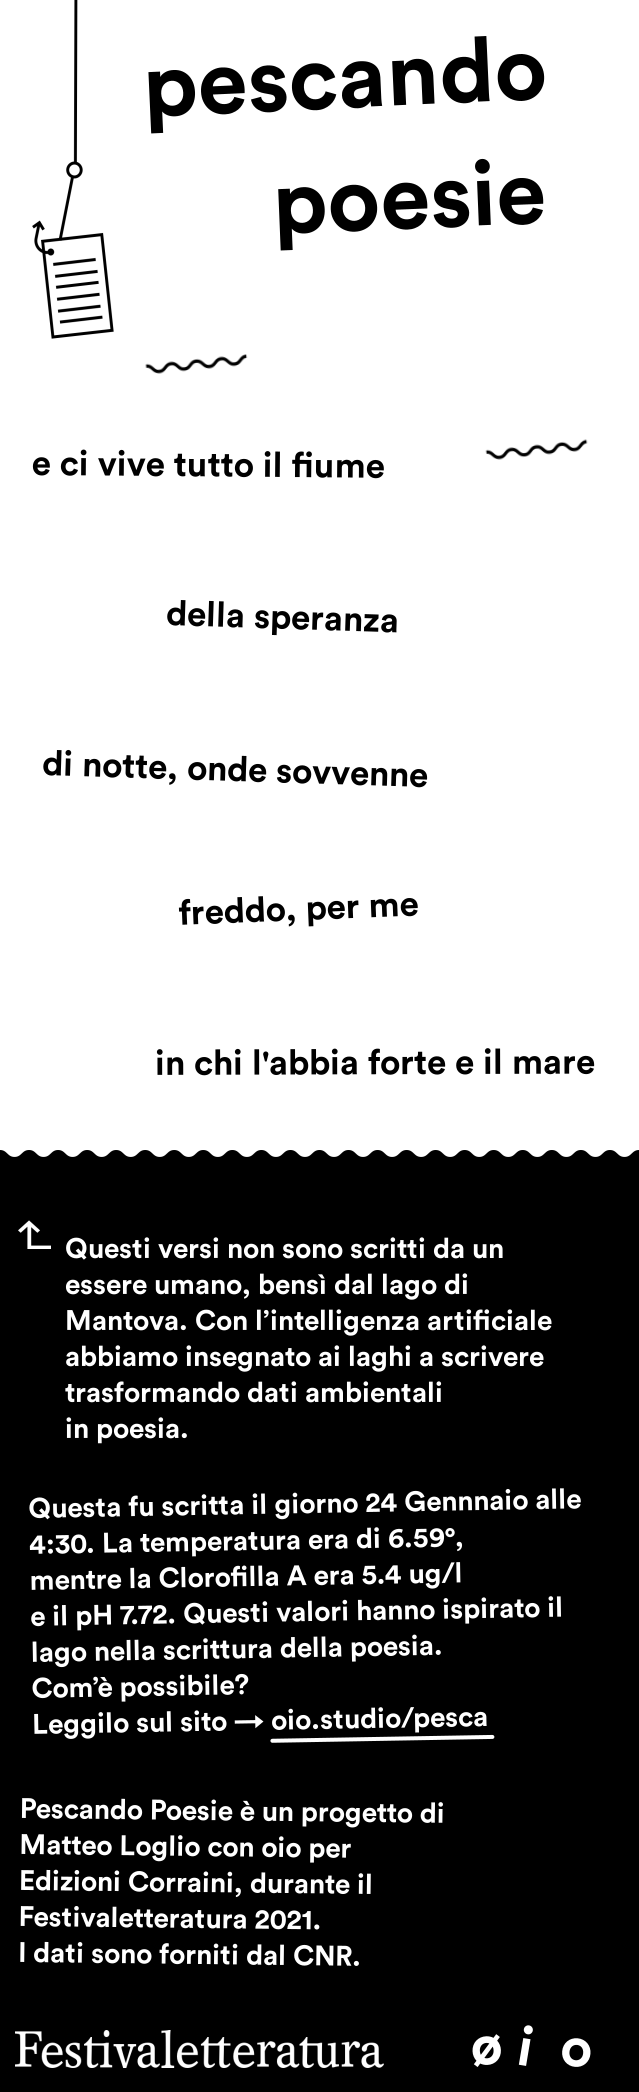 pescando
poesie
e ci vive tutto il fiume
della speranza
di notte, onde sovvenne
freddo, per me
in chi l'abbia forte e il mare
Questi versi non sono scritti da un
essere umano, bensì dal lago di
Mantova. Con l’intelligenza artificiale
abbiamo insegnato ai laghi a scrivere
trasformando dati ambientali
in poesia.
Questa fu scritta il giorno 24 Gennnaio alle
4:30. La temperatura era di 6.59°,
mentre la Clorofilla A era 5.4 ug/l
e il pH 7.72. Questi valori hanno ispirato il
lago nella scrittura della poesia.
Com’è possibile?
Leggilo sul sito → oio.studio/pesca
Pescando Poesie è un progetto di
Matteo Loglio con oio per
Edizioni Corraini, durante il
Festivaletteratura 2021.
I dati sono forniti dal CNR.
Festivaletteratura øio